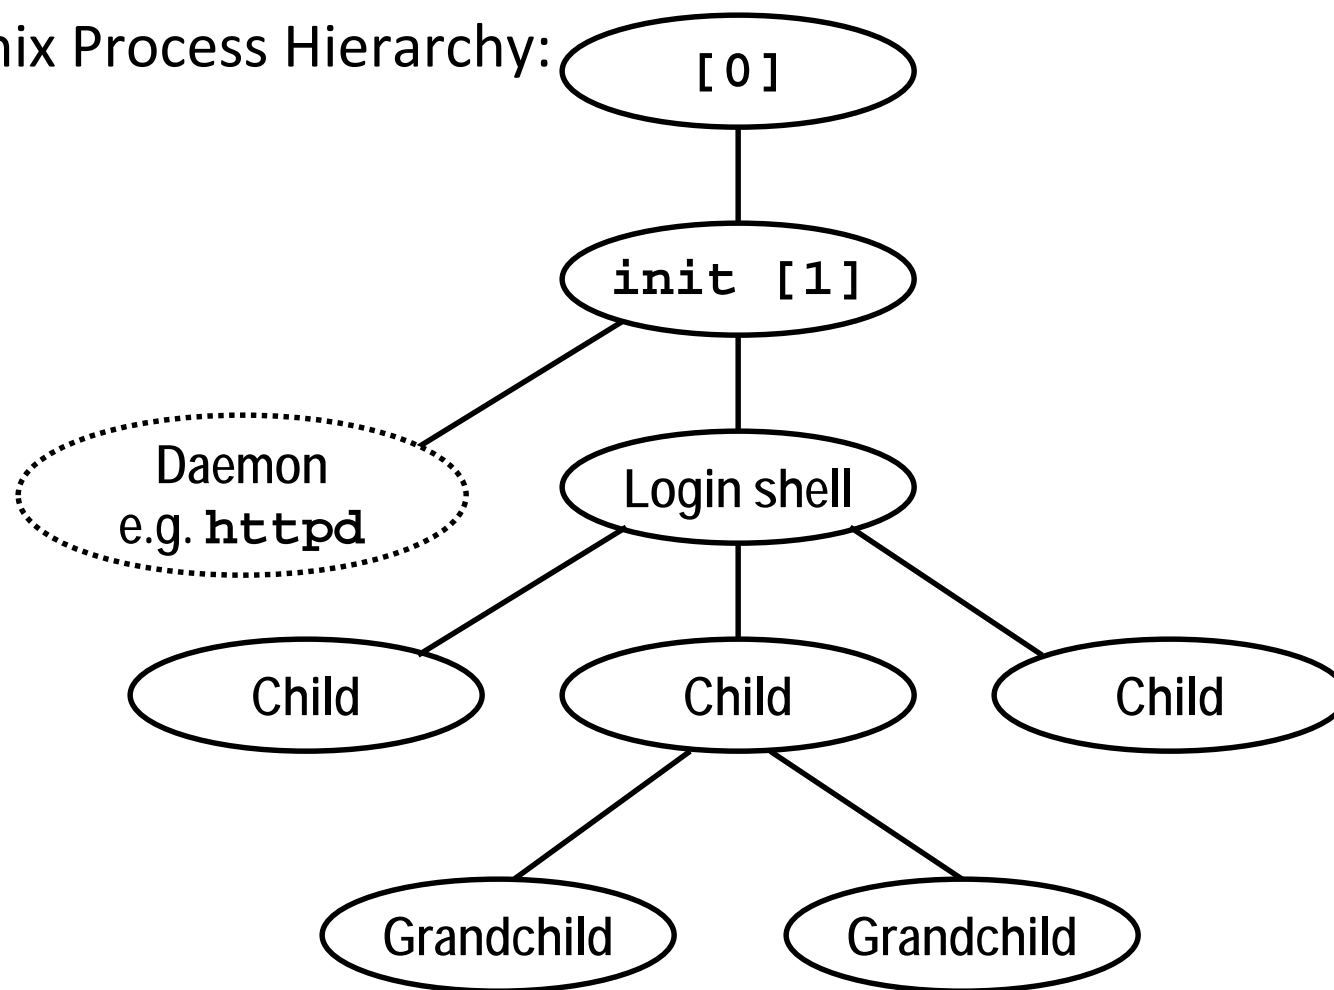 nix Process Hierarchy:
[0]
init [1]
Daemon
e.g. httpd
Login shell
Child
Child
Child
Grandchild
Grandchild